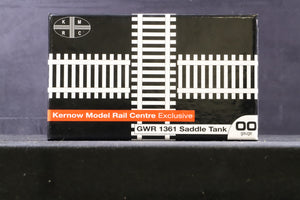 K M
R C
Kernow Model Rail Centre Exclusive
GWR 1361 Saddle Tank
OO
gauge